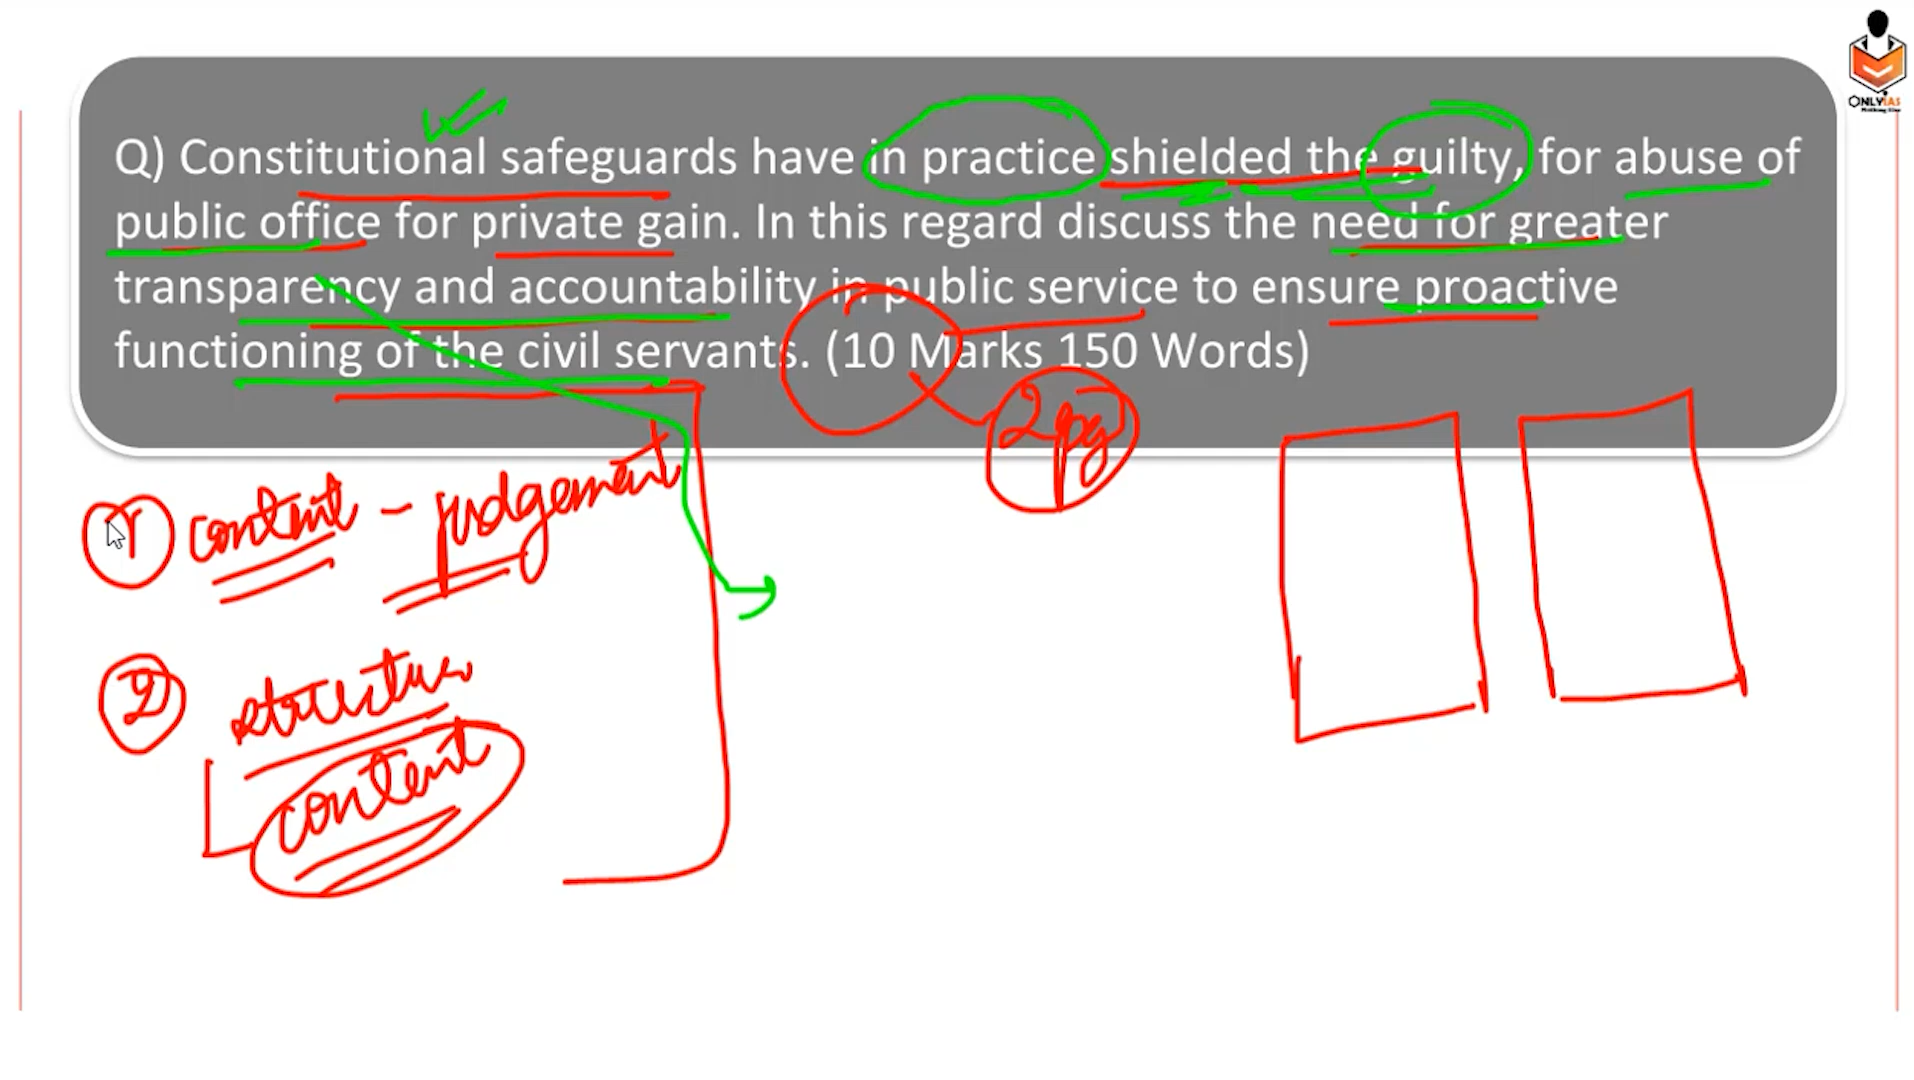 Q) Constitutional safeguards have in practice shielded the guilty, for abuse of
public office for private gain. In this regard discuss the need for greater
transparency and accountability in public service to ensure proactive
functioning of the civil servants. (10 Marks 150 Words)
2pg
1 content - judgement
2 structure
content
ONLYIAS